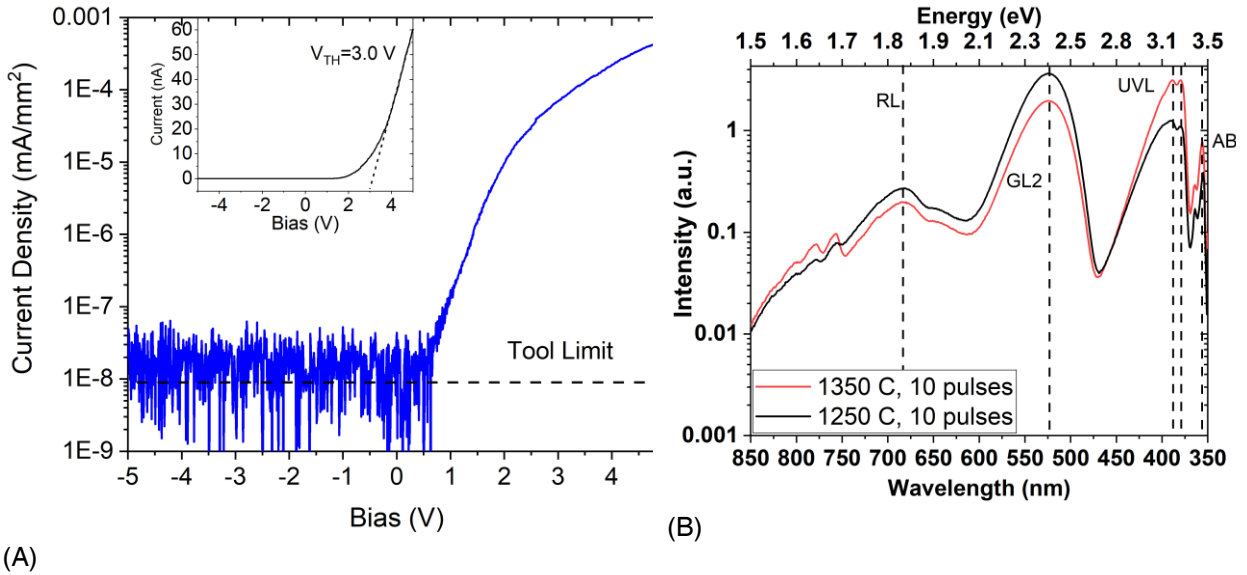 0.001
1E-4
1E-5
1E-6
1E-7
1E-8
1E-9
Current Density (mA/mm²)
-5 -4 -3 -2 -1 0 1 2 3 4
Bias (V)
Tool Limit
60
50
40
30
20
10
0
Current (nA)
V_TH=3.0 V
-4 -2 0 2 4
Bias (V)
(A)
Energy (eV)
1.5 1.6 1.7 1.8 1.9 2.1 2.3 2.5 2.8 3.1 3.5
RL
GL2
UVL
AB
1
0.1
0.01
0.001
Intensity (a.u.)
1350 C, 10 pulses
1250 C, 10 pulses
850 800 750 700 650 600 550 500 450 400 350
Wavelength (nm)
(B)